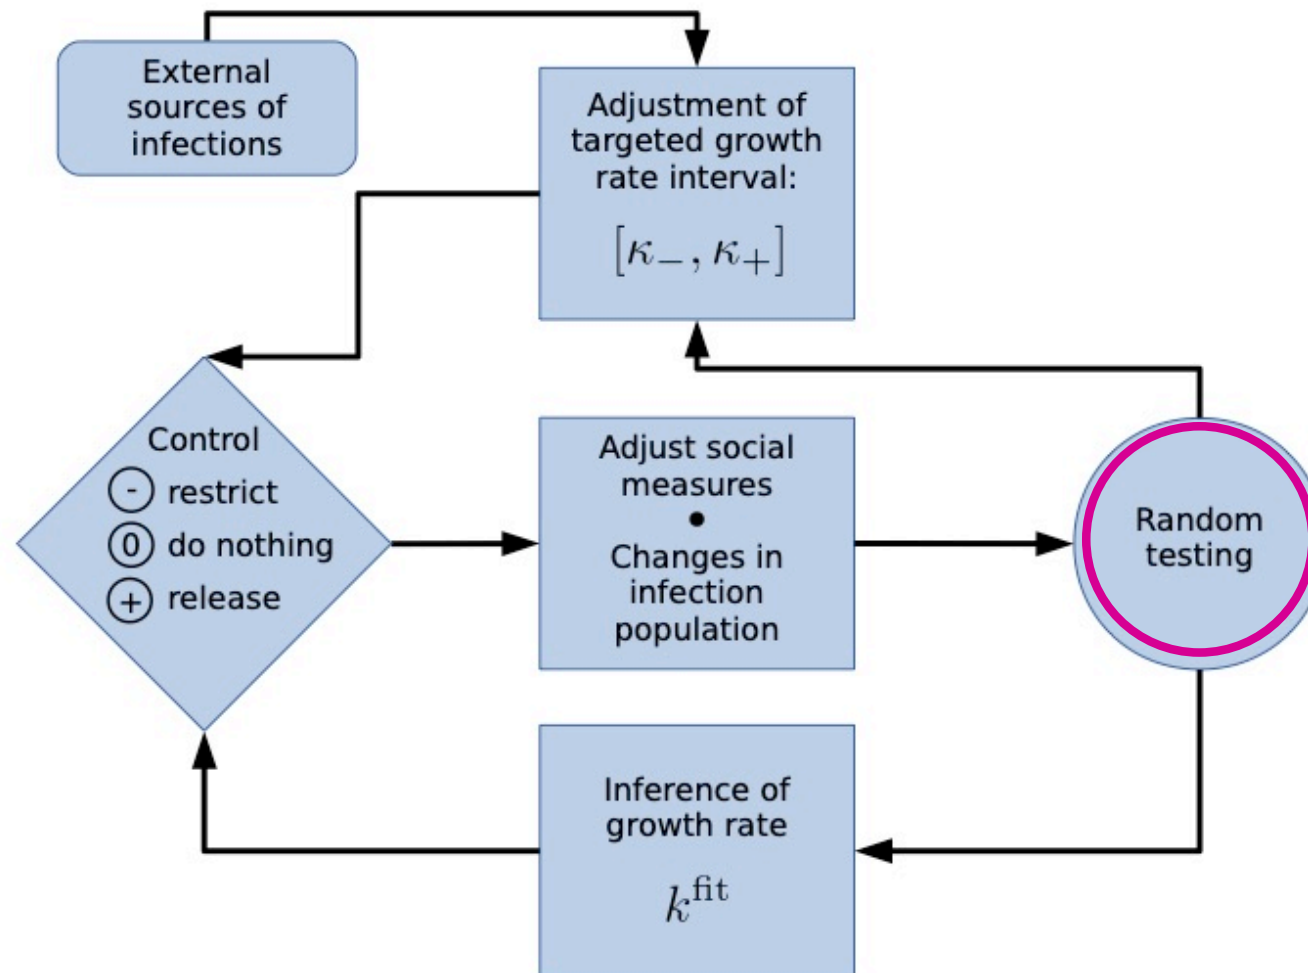 External
sources of
infections
Adjustment of
targeted growth
rate interval:
[κ₋, κ₊]
Control
- restrict
0 do nothing
+ release
Adjust social
measures
•
Changes in
infection
population
Random
testing
Inference of
growth rate
k^fit